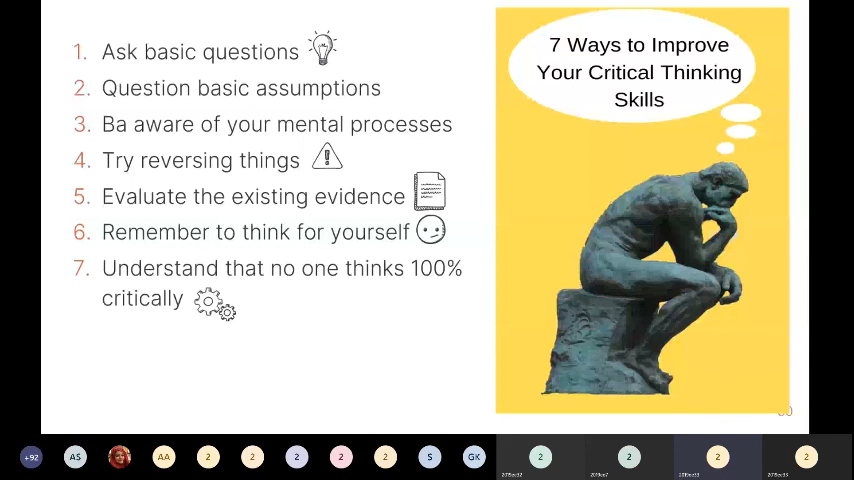 1. Ask basic questions
2. Question basic assumptions
3. Ba aware of your mental processes
4. Try reversing things
5. Evaluate the existing evidence
6. Remember to think for yourself
7. Understand that no one thinks 100%
critically
7 Ways to Improve
Your Critical Thinking
Skills
+92 AS AA 2 2 2 2 2 S GK 2 2 2 2